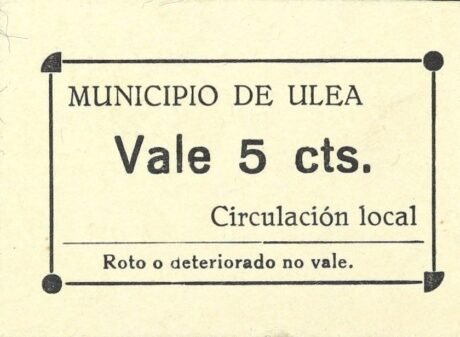 MUNICIPIO DE ULEA
Vale 5 cts.
Circulación local
Roto o deteriorado no vale.